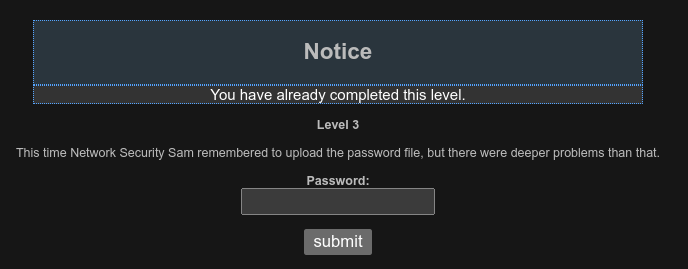 Notice
You have already completed this level.
Level 3
This time Network Security Sam remembered to upload the password file, but there were deeper problems than that.
Password:
submit